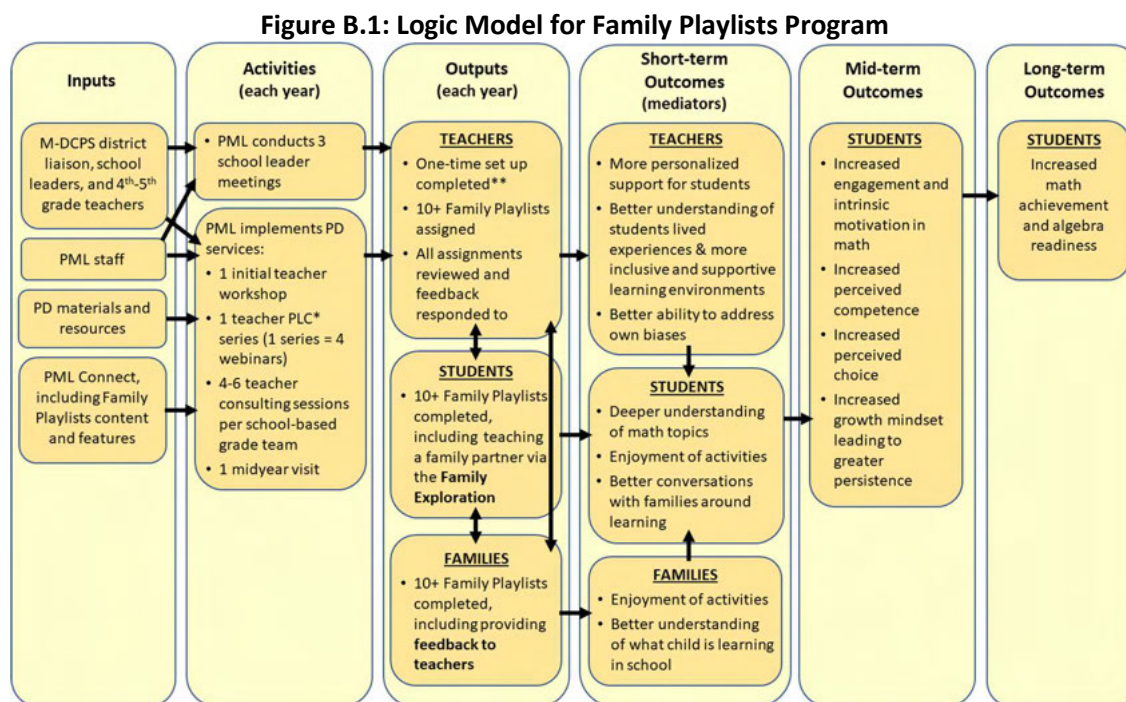 Figure B.1: Logic Model for Family Playlists Program
Inputs
M-DCPS district
liaison, school
leaders, and 4th-5th
grade teachers
PML staff
PD materials and
resources
PML Connect,
including Family
Playlists content
and features
Activities
(each year)
• PML conducts 3
school leader
meetings
PML implements PD
services:
• 1 initial teacher
workshop
• 1 teacher PLC*
series (1 series = 4
webinars)
• 4-6 teacher
consulting sessions
per school-based
grade team
• 1 midyear visit
Outputs
(each year)
TEACHERS
• One-time set up
completed**
• 10+ Family Playlists
assigned
• All assignments
reviewed and
feedback
responded to
STUDENTS
• 10+ Family Playlists
completed,
including teaching
a family partner via
the Family
Exploration
FAMILIES
• 10+ Family Playlists
completed,
including providing
feedback to
teachers
Short-term
Outcomes
(mediators)
TEACHERS
• More personalized
support for students
• Better understanding of
students lived
experiences & more
inclusive and supportive
learning environments
• Better ability to address
own biases
STUDENTS
• Deeper understanding
of math topics
• Enjoyment of activities
• Better conversations
with families around
learning
FAMILIES
• Enjoyment of activities
• Better understanding
of what child is learning
in school
Mid-term
Outcomes
STUDENTS
• Increased
engagement and
intrinsic
motivation in
math
• Increased
perceived
competence
• Increased
perceived
choice
• Increased
growth mindset
leading to
greater
persistence
Long-term
Outcomes
STUDENTS
Increased
math
achievement
and algebra
readiness